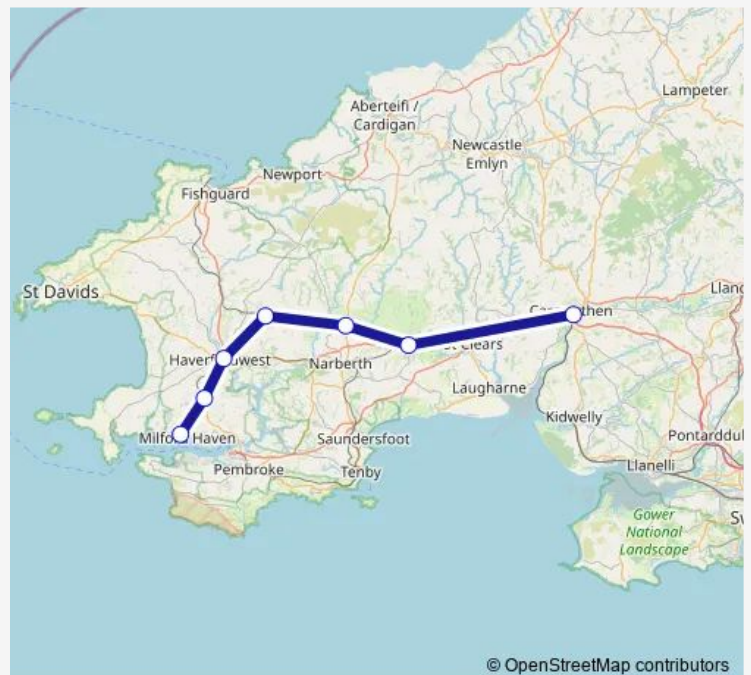 Lampeter
Aberteifi /
Cardigan
Newcastle
Emlyn
Newport
Fishguard
St Davids
Narberth
Laugharne
Milford Haven
Saundersfoot
Kidwelly
Pembroke
Tenby
Pontarddul
Llanelli
Gower
National
Landscape
© OpenStreetMap contributors